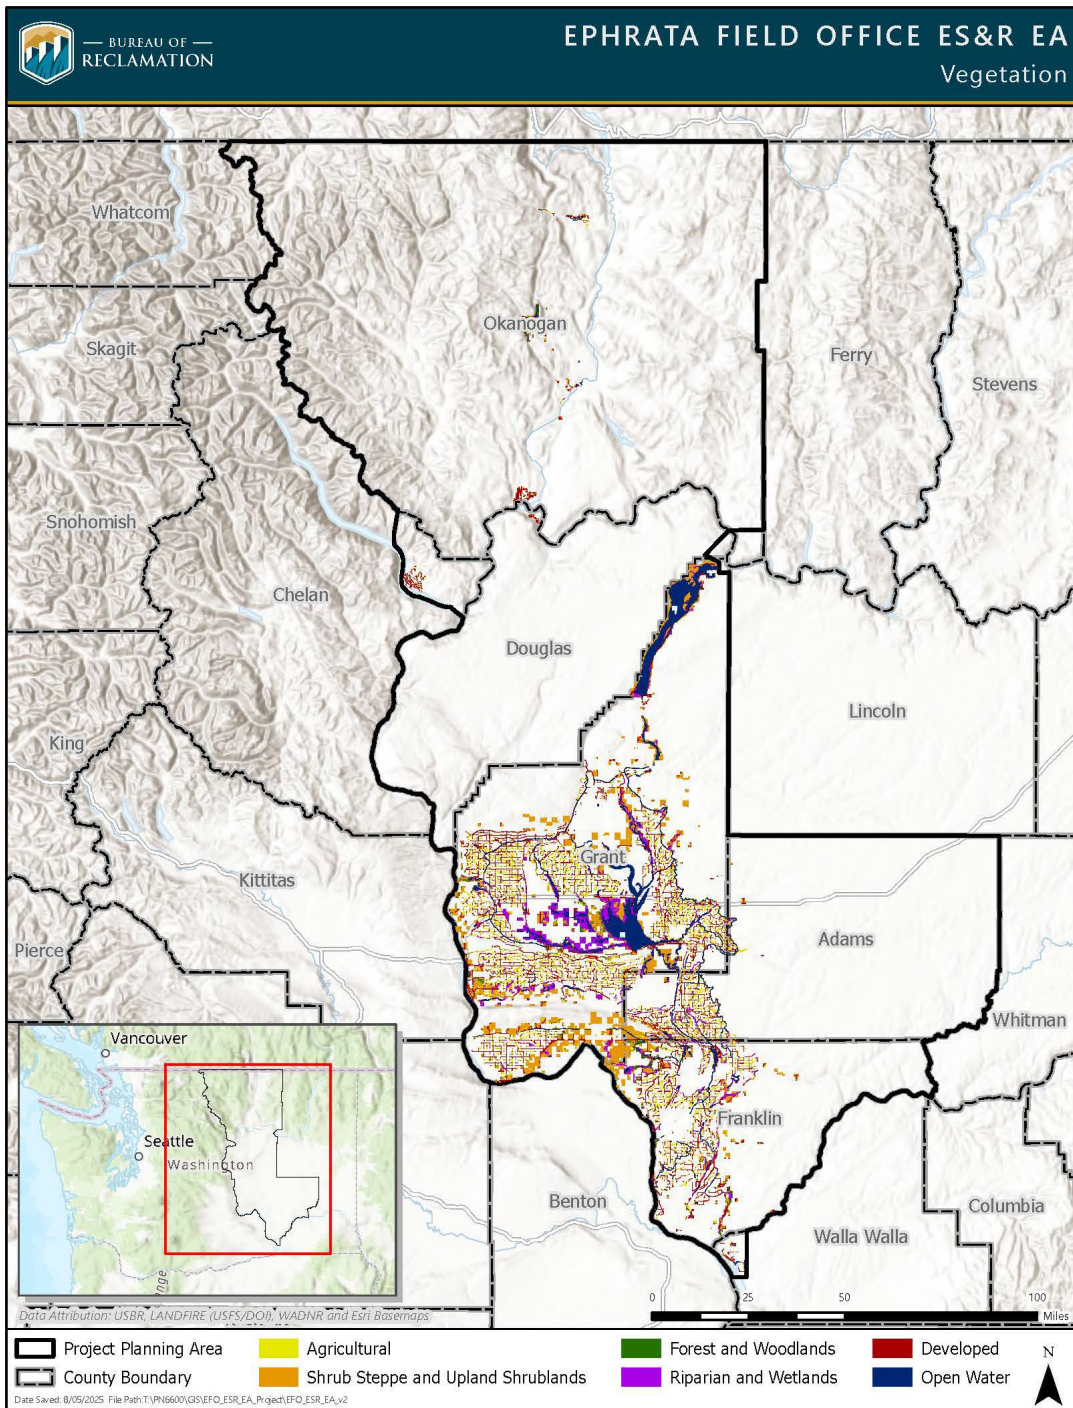 BUREAU OF
RECLAMATION
EPHRATA FIELD OFFICE ES&R EA
Vegetation
Whatcom
Skagit
Okanogan
Ferry
Stevens
Snohomish
Chelan
Douglas
Lincoln
King
Grant
Kittitas
Adams
Pierce
Whitman
Franklin
Benton
Columbia
Walla Walla
Vancouver
Seattle
Washington
0 25 50 100
Miles
Data Attribution: USBR, LANDFIRE (USFS/DOI), WADNR and Esri Basemaps
Project Planning Area
County Boundary
Agricultural
Shrub Steppe and Upland Shrublands
Forest and Woodlands
Riparian and Wetlands
Developed
Open Water
N
Date Saved: 8/05/2025 File Path:T:\PN6600\GIS\EFO_ESR_EA_Project\EFO_ESR_EA_v2